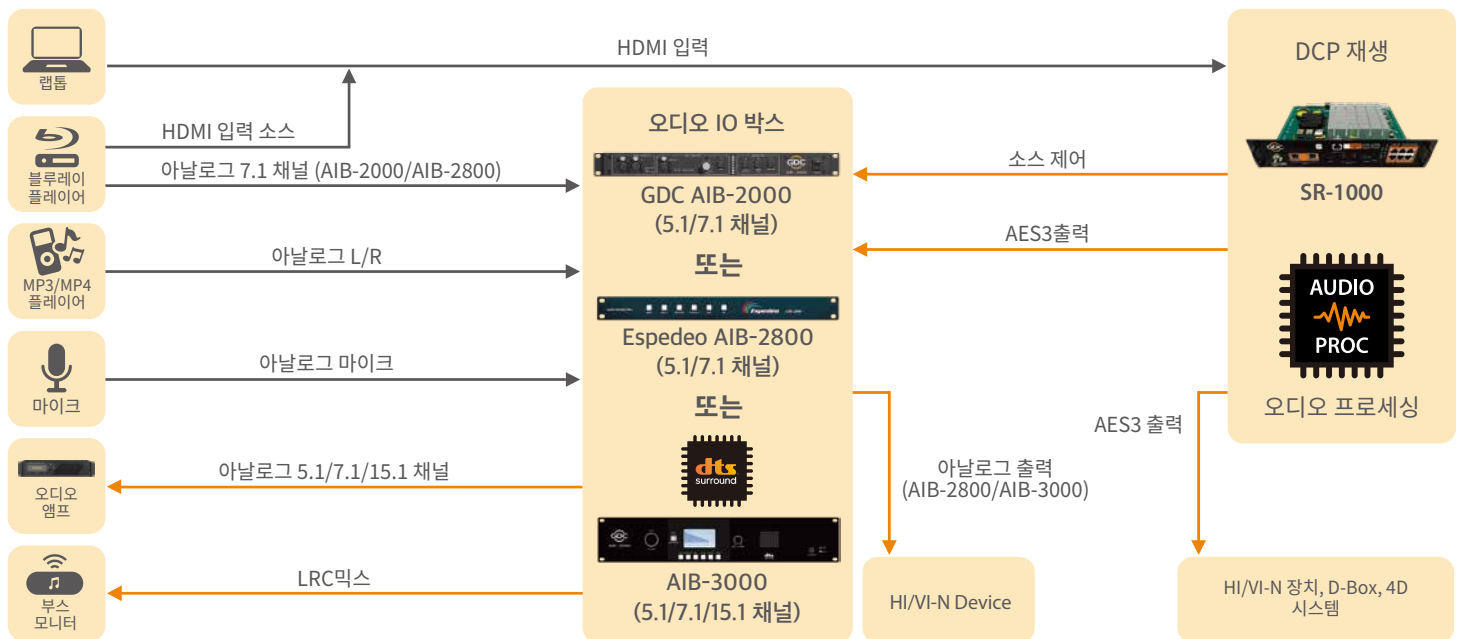 랩톱
HDMI 입력
DCP 재생
SR-1000
AUDIO
PROC
오디오 프로세싱
HDMI 입력 소스
블루레이
플레이어
아날로그 7.1 채널 (AIB-2000/AIB-2800)
MP3/MP4
플레이어
아날로그 L/R
마이크
아날로그 마이크
오디오
앰프
아날로그 5.1/7.1/15.1 채널
부스
모니터
LRC믹스
오디오 IO 박스
GDC
GDC AIB-2000
(5.1/7.1 채널)
또는
Espedeo
Espedeo AIB-2800
(5.1/7.1 채널)
또는
dts
surround
GDC
dts
AIB-3000
(5.1/7.1/15.1 채널)
소스 제어
AES3출력
아날로그 출력
(AIB-2800/AIB-3000)
HI/VI-N Device
AES3 출력
HI/VI-N 장치, D-Box, 4D
시스템